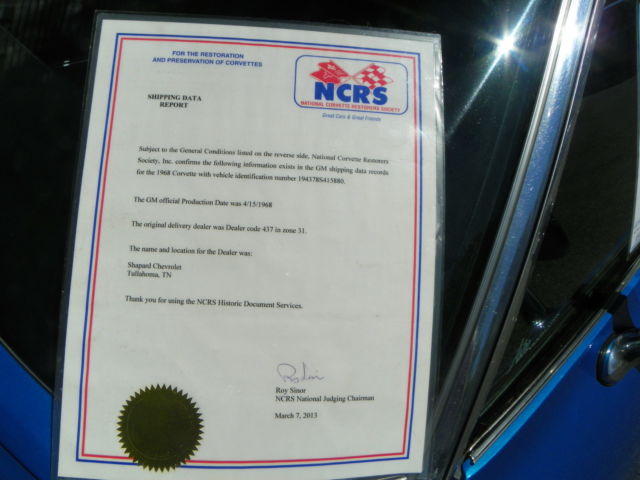 FOR THE RESTORATION
AND PRESERVATION OF CORVETTES
NCRS
NATIONAL CORVETTE RESTORERS SOCIETY
Great Cars & Great Friends
SHIPPING DATA
REPORT
Subject to the General Conditions listed on the reverse side, National Corvette Restorers
Society, Inc. confirms the following information exists in the GM shipping data records
for the 1968 Corvette with vehicle identification number 194378S415880.
The GM official Production Date was 4/15/1968
The original delivery dealer was Dealer code 437 in zone 31.
The name and location for the Dealer was:
Shapard Chevrolet
Tullahoma, TN
Thank you for using the NCRS Historic Document Services.
Roy Sinor
NCRS National Judging Chairman
March 7, 2013